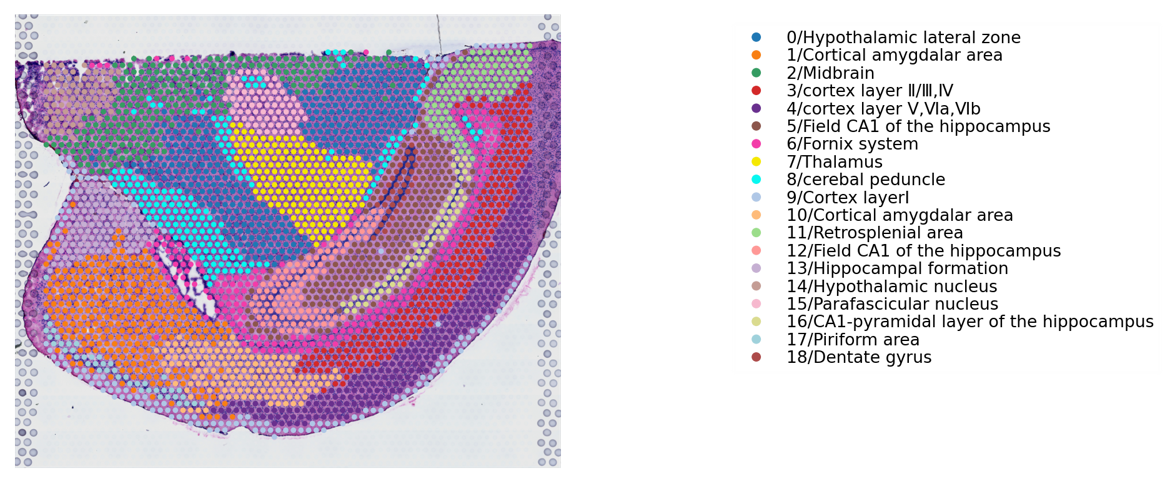 0/Hypothalamic lateral zone
1/Cortical amygdalar area
2/Midbrain
3/cortex layer Ⅱ/Ⅲ,Ⅳ
4/cortex layer V,Ⅵa,Ⅵb
5/Field CA1 of the hippocampus
6/Fornix system
7/Thalamus
8/cerebal peduncle
9/Cortex layerⅠ
10/Cortical amygdalar area
11/Retrosplenial area
12/Field CA1 of the hippocampus
13/Hippocampal formation
14/Hypothalamic nucleus
15/Parafascicular nucleus
16/CA1-pyramidal layer of the hippocampus
17/Piriform area
18/Dentate gyrus